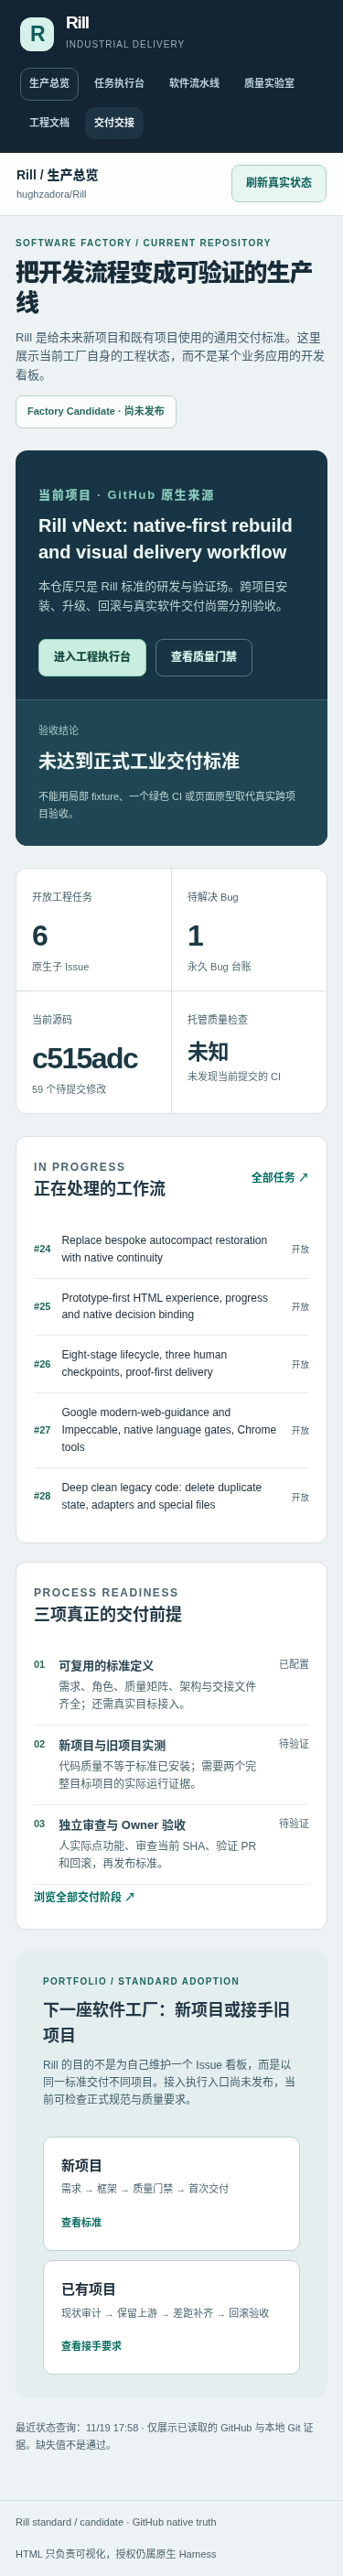 R
Rill
INDUSTRIAL DELIVERY
生产总览
任务执行台
软件流水线
质量实验室
工程文档
交付交接
Rill / 生产总览
hughzadora/Rill
刷新真实状态
SOFTWARE FACTORY / CURRENT REPOSITORY
把开发流程变成可验证的生产
线
Rill 是给未来新项目和既有项目使用的通用交付标准。这里
展示当前工厂自身的工程状态，而不是某个业务应用的开发
看板。
Factory Candidate · 尚未发布
当前项目 · GitHub 原生来源
Rill vNext: native-first rebuild
and visual delivery workflow
本仓库只是 Rill 标准的研发与验证场。跨项目安
装、升级、回滚与真实软件交付尚需分别验收。
进入工程执行台
查看质量门禁
验收结论
未达到正式工业交付标准
不能用局部 fixture、一个绿色 CI 或页面原型取代真实跨项
目验收。
开放工程任务
6
原生子 Issue
待解决 Bug
1
永久 Bug 台账
当前源码
c515adc
59 个待提交修改
托管质量检查
未知
未发现当前提交的 CI
IN PROGRESS
正在处理的工作流
全部任务 ↗
#24
Replace bespoke autocompact restoration
with native continuity
开放
#25
Prototype-first HTML experience, progress
and native decision binding
开放
#26
Eight-stage lifecycle, three human
checkpoints, proof-first delivery
开放
#27
Google modern-web-guidance and
Impeccable, native language gates, Chrome
tools
开放
#28
Deep clean legacy code: delete duplicate
state, adapters and special files
开放
PROCESS READINESS
三项真正的交付前提
01
可复用的标准定义
已配置
需求、角色、质量矩阵、架构与交接文件
齐全；还需真实目标接入。
02
新项目与旧项目实测
待验证
代码质量不等于标准已安装；需要两个完
整目标项目的实际运行证据。
03
独立审查与 Owner 验收
待验证
人实际点功能、审查当前 SHA、验证 PR
和回滚，再发布标准。
浏览全部交付阶段 ↗
PORTFOLIO / STANDARD ADOPTION
下一座软件工厂：新项目或接手旧
项目
Rill 的目的不是为自己维护一个 Issue 看板，而是以
同一标准交付不同项目。接入执行入口尚未发布，当
前可检查正式规范与质量要求。
新项目
需求 → 框架 → 质量门禁 → 首次交付
查看标准
已有项目
现状审计 → 保留上游 → 差距补齐 → 回滚验收
查看接手要求
最近状态查询：11/19 17:58 · 仅展示已读取的 GitHub 与本地 Git 证
据。缺失值不是通过。
Rill standard / candidate · GitHub native truth
HTML 只负责可视化，授权仍属原生 Harness